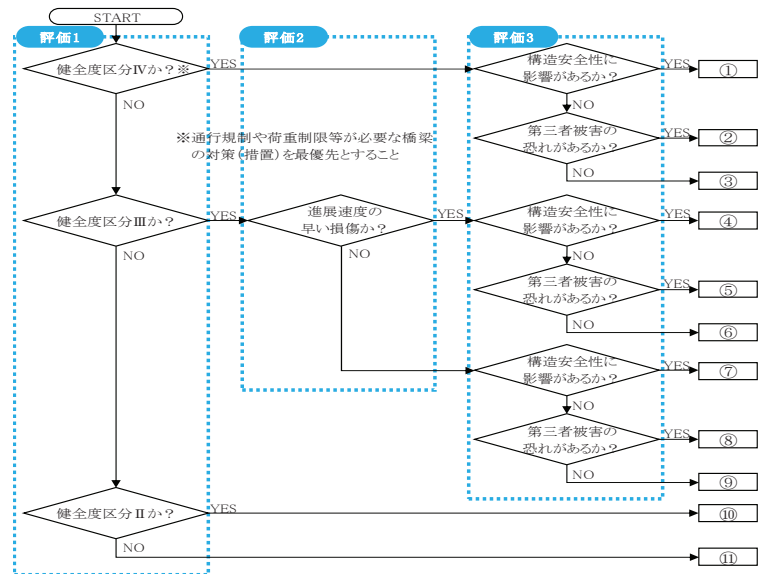 START
評価1
評価2
評価3
健全度区分Ⅳか？※
YES
構造安全性に
影響があるか？
YES
①
NO
NO
※通行規制や荷重制限等が必要な橋梁
の対策（措置）を最優先とすること
第三者被害の
恐れがあるか？
YES
②
NO
③
健全度区分Ⅲか？
YES
進展速度の
早い損傷か？
YES
構造安全性に
影響があるか？
YES
④
NO
NO
NO
第三者被害の
恐れがあるか？
YES
⑤
NO
⑥
構造安全性に
影響があるか？
YES
⑦
NO
第三者被害の
恐れがあるか？
YES
⑧
NO
⑨
健全度区分Ⅱか？
YES
⑩
NO
⑪